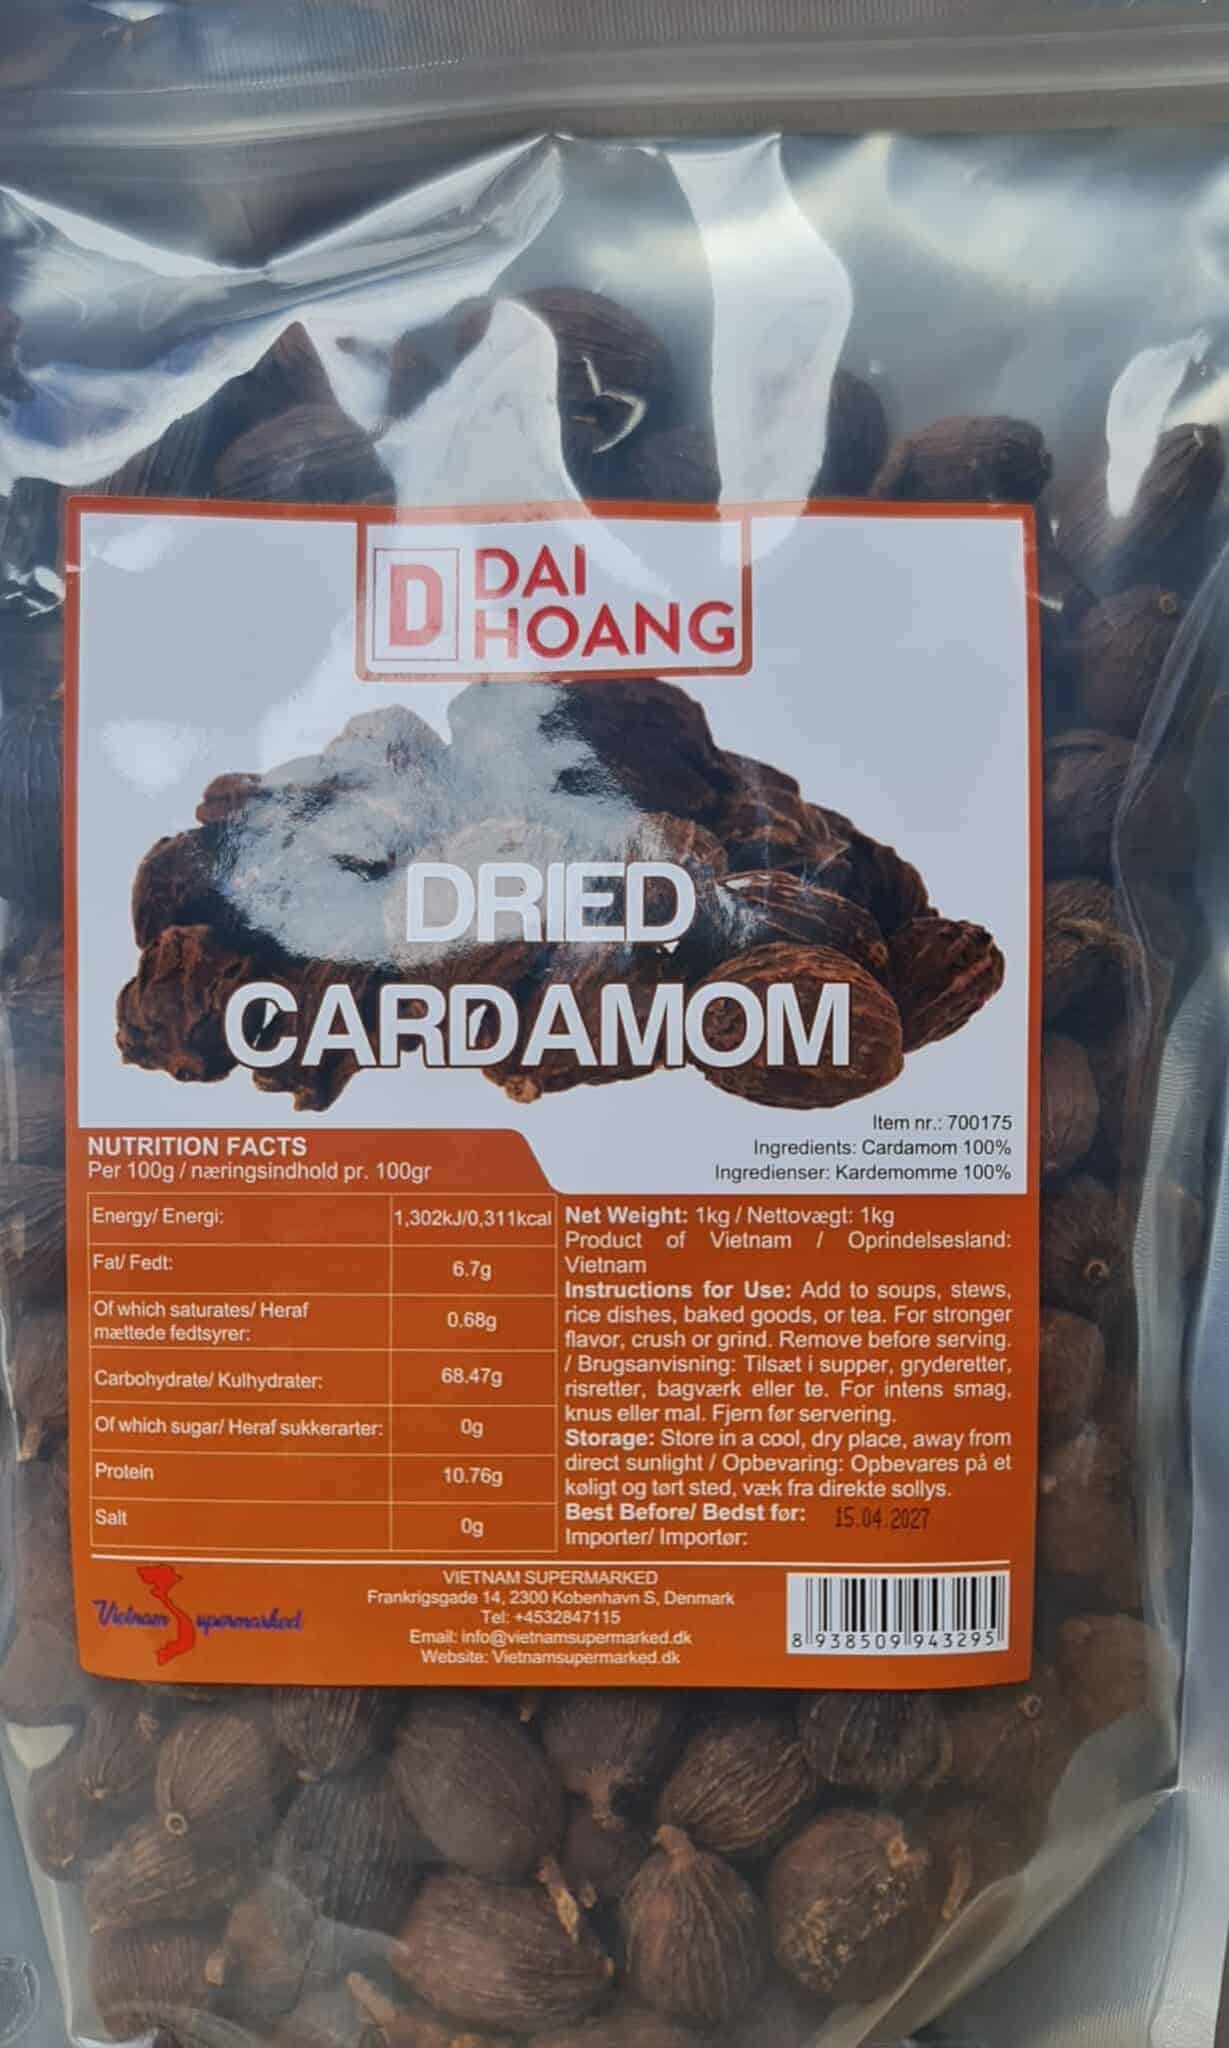 D DAI
HOANG
DRIED
CARDAMOM
Item nr.: 700175
Ingredients: Cardamom 100%
Ingredienser: Kardemomme 100%
NUTRITION FACTS
Per 100g / næringsindhold pr. 100gr
Energy/ Energi: 1,302kJ/0,311kcal
Fat/ Fedt: 6.7g
Of which saturates/ Heraf
mættede fedtsyrer: 0.68g
Carbohydrate/ Kulhydrater: 68.47g
Of which sugar/ Heraf sukkerarter: 0g
Protein 10.76g
Salt 0g
Net Weight: 1kg / Nettovægt: 1kg
Product of Vietnam / Oprindelsesland:
Vietnam
Instructions for Use: Add to soups, stews,
rice dishes, baked goods, or tea. For stronger
flavor, crush or grind. Remove before serving.
/ Brugsanvisning: Tilsæt i supper, gryderetter,
risretter, bagværk eller te. For intens smag,
knus eller mal. Fjern før servering.
Storage: Store in a cool, dry place, away from
direct sunlight / Opbevaring: Opbevares på et
køligt og tørt sted, væk fra direkte sollys.
Best Before/ Bedst før: 15.04.2027
Importer/ Importør:
Vietnam Supermarked
VIETNAM SUPERMARKED
Frankrigsgade 14, 2300 Kobenhavn S, Denmark
Tel: +4532847115
Email: info@vietnamsupermarked.dk
Website: Vietnamsupermarked.dk
8 938509 943295